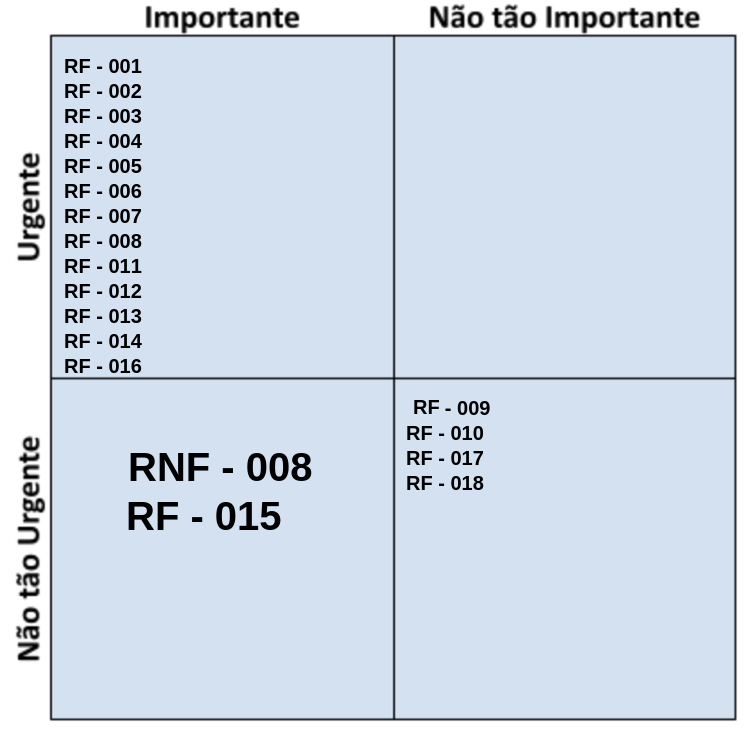 Importante
Não tão Importante
Urgente
RF - 001
RF - 002
RF - 003
RF - 004
RF - 005
RF - 006
RF - 007
RF - 008
RF - 011
RF - 012
RF - 013
RF - 014
RF - 016
Não tão Urgente
RNF - 008
RF - 015
RF - 009
RF - 010
RF - 017
RF - 018